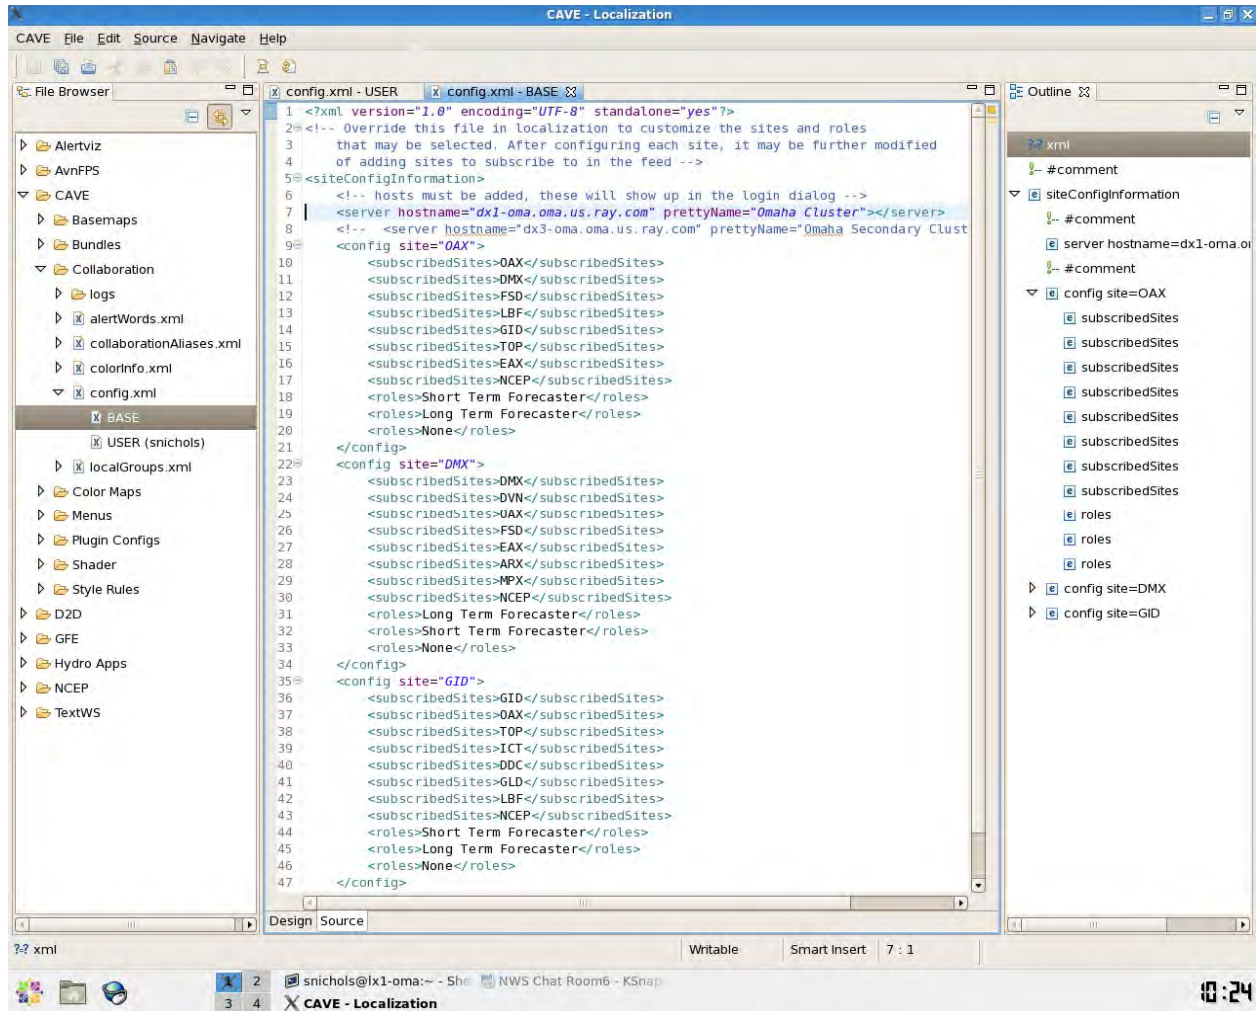 CAVE - Localization
CAVE File Edit Source Navigate Help
File Browser
Alertviz
AvnFPS
CAVE
Basemaps
Bundles
Collaboration
logs
alertWords.xml
collaborationAliases.xml
colorInfo.xml
config.xml
BASE
USER (snichols)
localGroups.xml
Color Maps
Menus
Plugin Configs
Shader
Style Rules
D2D
GFE
Hydro Apps
NCEP
TextWS
config.xml - USER config.xml - BASE
1 <?xml version="1.0" encoding="UTF-8" standalone="yes"?>
2 <!-- Override this file in localization to customize the sites and roles
3 that may be selected. After configuring each site, it may be further modified
4 of adding sites to subscribe to in the feed -->
5 <siteConfigInformation>
6 <!-- hosts must be added, these will show up in the login dialog -->
7 <server hostname="dx1-oma.oma.us.ray.com" prettyName="Omaha Cluster"></server>
8 <!-- <server hostname="dx3-oma.oma.us.ray.com" prettyName="Omaha Secondary Clust
9 <config site="OAX">
10 <subscribedSites>OAX</subscribedSites>
11 <subscribedSites>DMX</subscribedSites>
12 <subscribedSites>FSD</subscribedSites>
13 <subscribedSites>LBF</subscribedSites>
14 <subscribedSites>GID</subscribedSites>
15 <subscribedSites>TOP</subscribedSites>
16 <subscribedSites>EAX</subscribedSites>
17 <subscribedSites>NCEP</subscribedSites>
18 <roles>Short Term Forecaster</roles>
19 <roles>Long Term Forecaster</roles>
20 <roles>None</roles>
21 </config>
22 <config site="DMX">
23 <subscribedSites>DMX</subscribedSites>
24 <subscribedSites>DVN</subscribedSites>
25 <subscribedSites>OAX</subscribedSites>
26 <subscribedSites>FSD</subscribedSites>
27 <subscribedSites>EAX</subscribedSites>
28 <subscribedSites>ARX</subscribedSites>
29 <subscribedSites>MPX</subscribedSites>
30 <subscribedSites>NCEP</subscribedSites>
31 <roles>Long Term Forecaster</roles>
32 <roles>Short Term Forecaster</roles>
33 <roles>None</roles>
34 </config>
35 <config site="GID">
36 <subscribedSites>GID</subscribedSites>
37 <subscribedSites>OAX</subscribedSites>
38 <subscribedSites>TOP</subscribedSites>
39 <subscribedSites>ICT</subscribedSites>
40 <subscribedSites>DDC</subscribedSites>
41 <subscribedSites>GLD</subscribedSites>
42 <subscribedSites>LBF</subscribedSites>
43 <subscribedSites>NCEP</subscribedSites>
44 <roles>Short Term Forecaster</roles>
45 <roles>Long Term Forecaster</roles>
46 <roles>None</roles>
47 </config>
Design Source
Outline
?-? xml
#comment
siteConfigInformation
#comment
server hostname=dx1-oma.or
#comment
config site=OAX
subscribedSites
subscribedSites
subscribedSites
subscribedSites
subscribedSites
subscribedSites
subscribedSites
subscribedSites
roles
roles
roles
config site=DMX
config site=GID
?-? xml
Writable Smart Insert 7 : 1
1 2 snichols@lx1-oma:~ - She NWS Chat Room6 - KSnap
3 4 CAVE - Localization
10:24